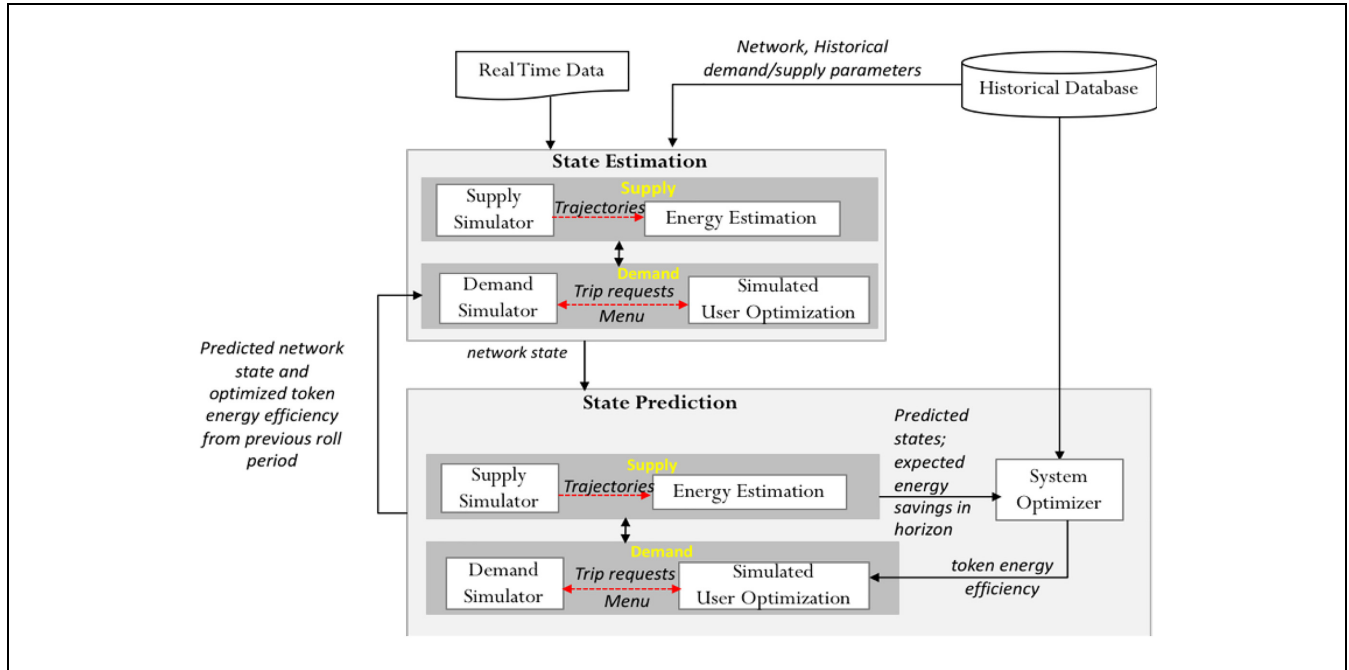 Real Time Data
Network, Historical
demand/supply parameters
Historical Database
State Estimation
Supply
Supply
Simulator
Trajectories
Energy Estimation
Demand
Demand
Simulator
Trip requests
Menu
Simulated
User Optimization
Predicted network
state and
optimized token
energy efficiency
from previous roll
period
network state
State Prediction
Supply
Supply
Simulator
Trajectories
Energy Estimation
Predicted
states;
expected
energy
savings in
horizon
System
Optimizer
Demand
Demand
Simulator
Trip requests
Menu
Simulated
User Optimization
token energy
efficiency